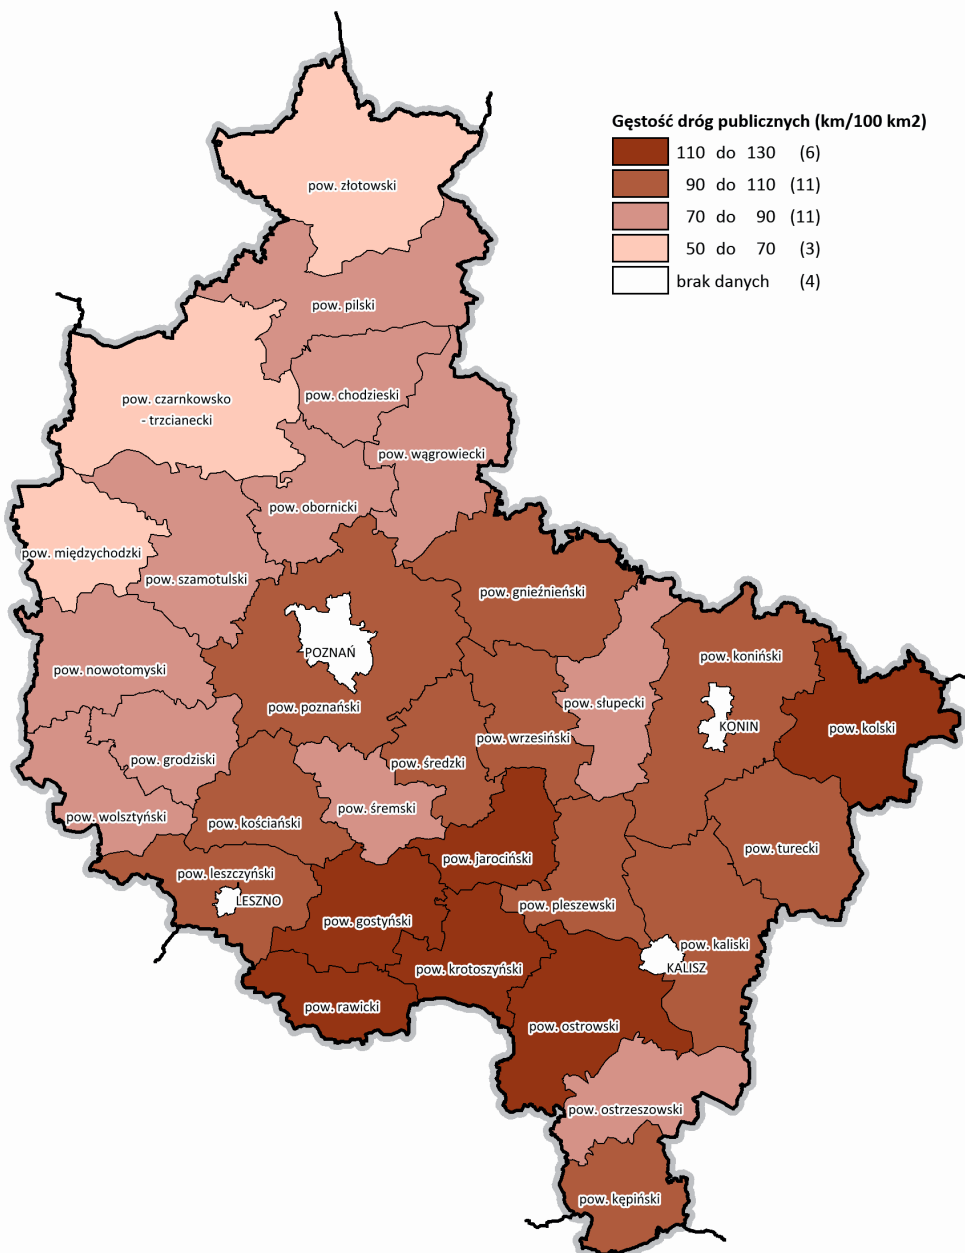 Gęstość dróg publicznych (km/100 km2)
110 do 130 (6)
90 do 110 (11)
70 do 90 (11)
50 do 70 (3)
brak danych (4)
pow. złotowski
pow. pilski
pow. chodzieski
pow. czarnkowsko
- trzcianecki
pow. wągrowiecki
pow. obornicki
pow. międzychodzki
pow. szamotulski
pow. gnieźnieński
POZNAŃ
pow. koniński
pow. nowotomyski
pow. słupecki
pow. poznański
KONIN
pow. kolski
pow. wrzesiński
pow. grodziski
pow. średzki
pow. śremski
pow. wolsztyński
pow. kościański
pow. turecki
pow. jarociński
pow. leszczyński
LESZNO
pow. pleszewski
pow. gostyński
pow. kaliski
KALISZ
pow. krotoszyński
pow. rawicki
pow. ostrowski
pow. ostrzeszowski
pow. kępiński